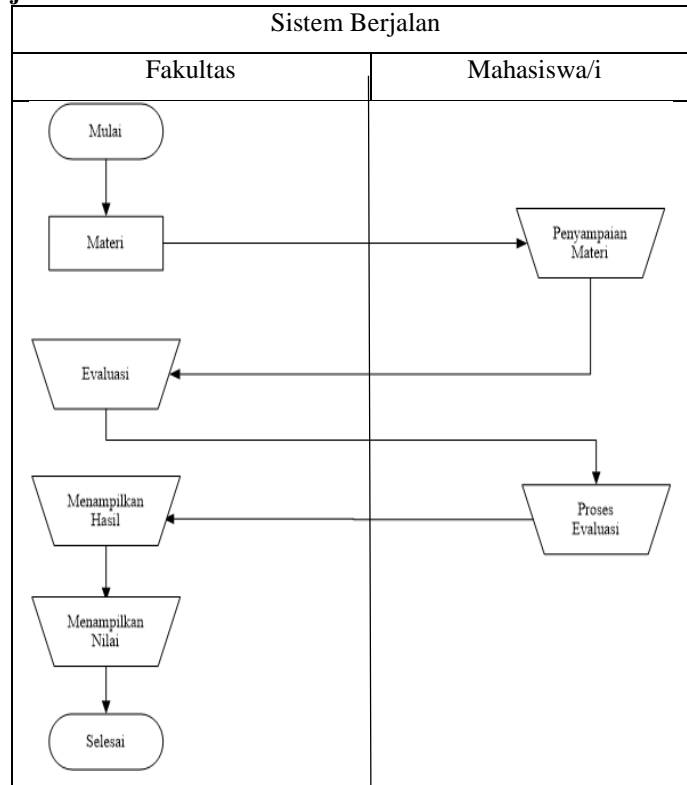 j
Sistem Berjalan
Fakultas
Mahasiswa/i
Mulai
Materi
Penyampaian
Materi
Evaluasi
Menampilkan
Hasil
Proses
Evaluasi
Menampilkan
Nilai
Selesai